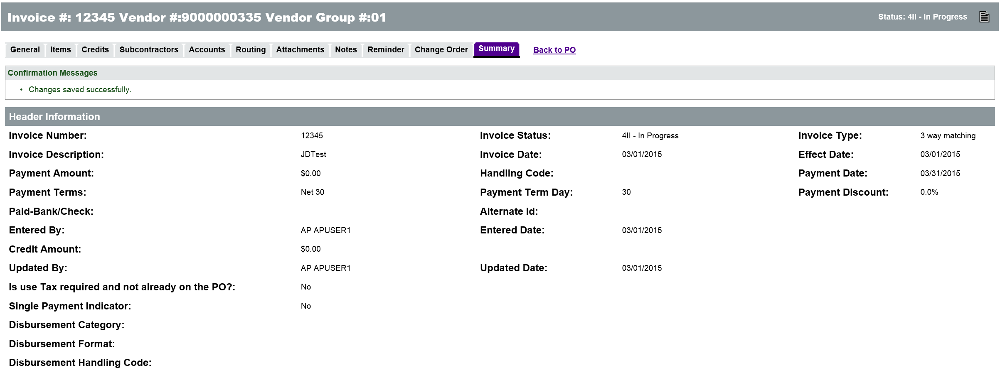 Invoice #: 12345 Vendor #:9000000335 Vendor Group #:01 Status: 4II - In Progress
General Items Credits Subcontractors Accounts Routing Attachments Notes Reminder Change Order Summary Back to PO
Confirmation Messages
• Changes saved successfully.
Header Information
Invoice Number: 12345 Invoice Status: 4II - In Progress Invoice Type: 3 way matching
Invoice Description: JDTest Invoice Date: 03/01/2015 Effect Date: 03/01/2015
Payment Amount: $0.00 Handling Code: Payment Date: 03/31/2015
Payment Terms: Net 30 Payment Term Day: 30 Payment Discount: 0.0%
Paid-Bank/Check: Alternate Id:
Entered By: AP APUSER1 Entered Date: 03/01/2015
Credit Amount: $0.00
Updated By: AP APUSER1 Updated Date: 03/01/2015
Is use Tax required and not already on the PO?: No
Single Payment Indicator: No
Disbursement Category:
Disbursement Format:
Disbursement Handling Code: